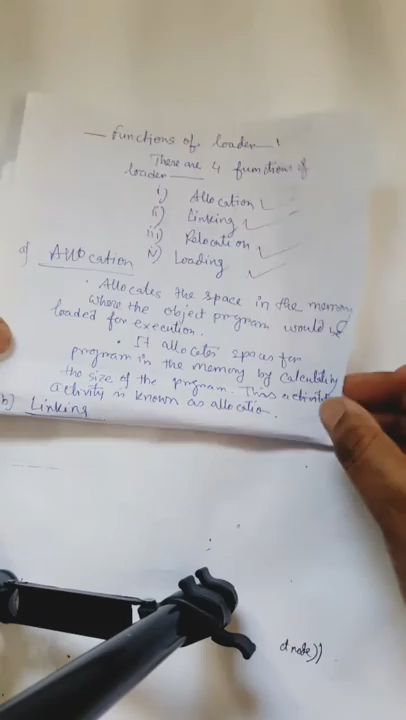 — Functions of loader — '
There are 4 functions of
loader
i) Allocation ✓
ii) Linking ✓
iii) Relocation ✓
iv) Loading ✓
a) Allocation
• Allocates the space in the memory
where the object program would be
loaded for execution.
• It allocates space for
program in the memory by calculating
the size of the program. This activity
activity is known as allocatio.
b) Linking